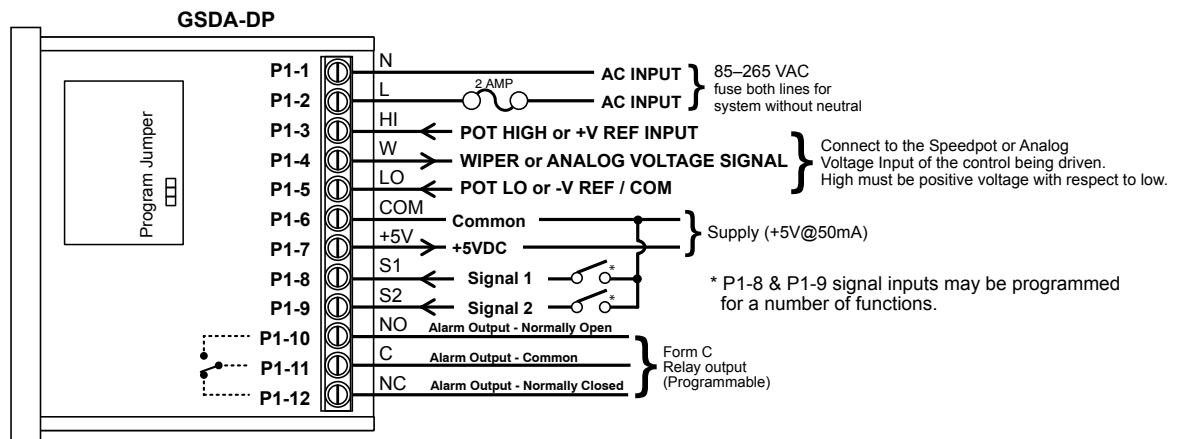 GSDA-DP
Program Jumper
P1-1 N AC INPUT
P1-2 L 2 AMP AC INPUT
85–265 VAC
fuse both lines for
system without neutral
P1-3 HI POT HIGH or +V REF INPUT
P1-4 W WIPER or ANALOG VOLTAGE SIGNAL
P1-5 LO POT LO or -V REF / COM
Connect to the Speedpot or Analog
Voltage Input of the control being driven.
High must be positive voltage with respect to low.
P1-6 COM Common
P1-7 +5V +5VDC
Supply (+5V@50mA)
P1-8 S1 Signal 1 *
P1-9 S2 Signal 2 *
* P1-8 & P1-9 signal inputs may be programmed
for a number of functions.
P1-10 NO Alarm Output - Normally Open
P1-11 C Alarm Output - Common
P1-12 NC Alarm Output - Normally Closed
Form C
Relay output
(Programmable)